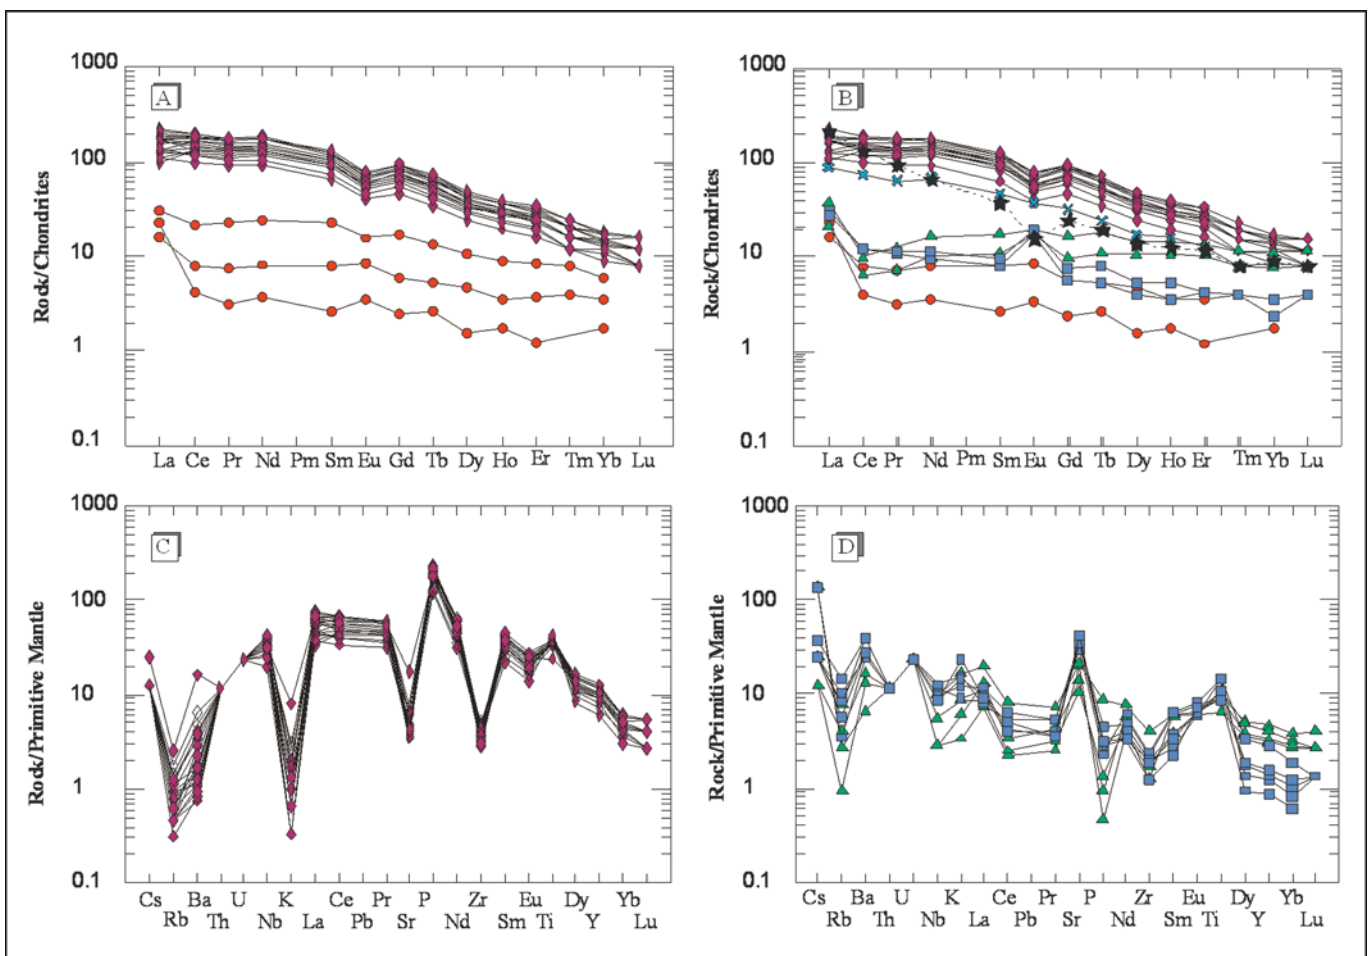 A
1000
100
10
1
0.1
Rock/Chondrites
La Ce Pr Nd Pm Sm Eu Gd Tb Dy Ho Er Tm Yb Lu
B
1000
100
10
1
0.1
Rock/Chondrites
La Ce Pr Nd Pm Sm Eu Gd Tb Dy Ho Er Tm Yb Lu
C
1000
100
10
1
0.1
Rock/Primitive Mantle
Cs Ba U K Ce Pr P Zr Eu Dy Yb
Rb Th Nb La Pb Sr Nd Sm Ti Y Lu
D
1000
100
10
1
0.1
Rock/Primitive Mantle
Cs Ba U K Ce Pr P Zr Eu Dy Yb
Rb Th Nb La Pb Sr Nd Sm Ti Y Lu